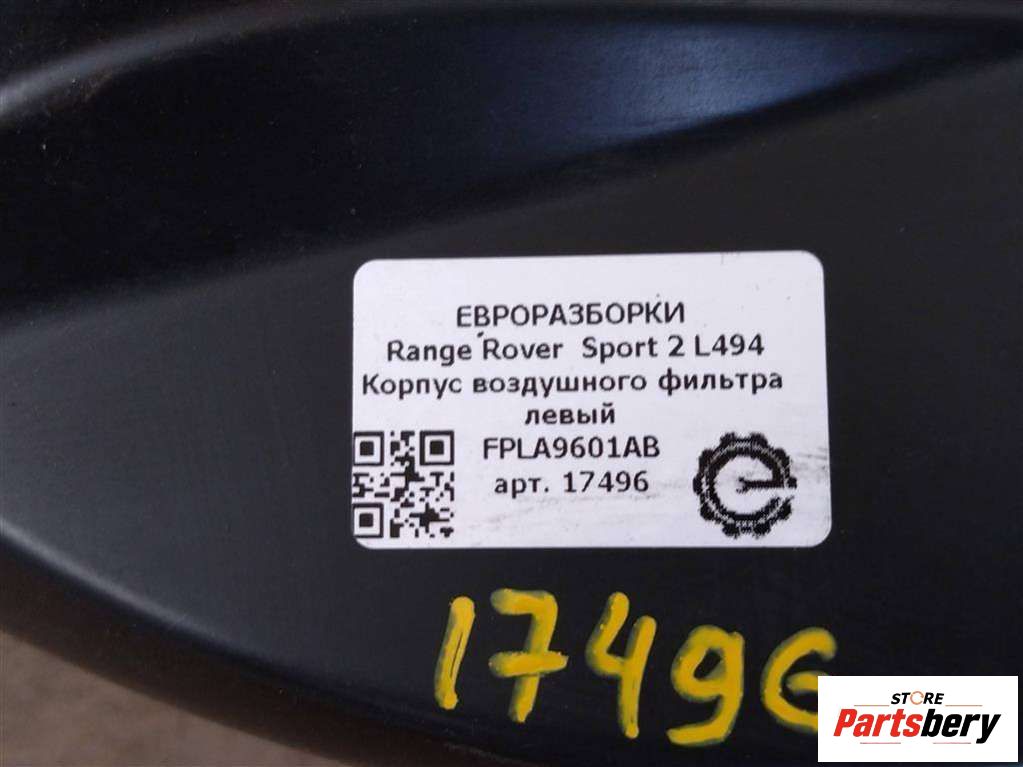 ЕВРОРАЗБОРКИ
Range Rover Sport 2 L494
Корпус воздушного фильтра
левый
FPLA9601AB
арт. 17496
17496
STORE
Partsbery